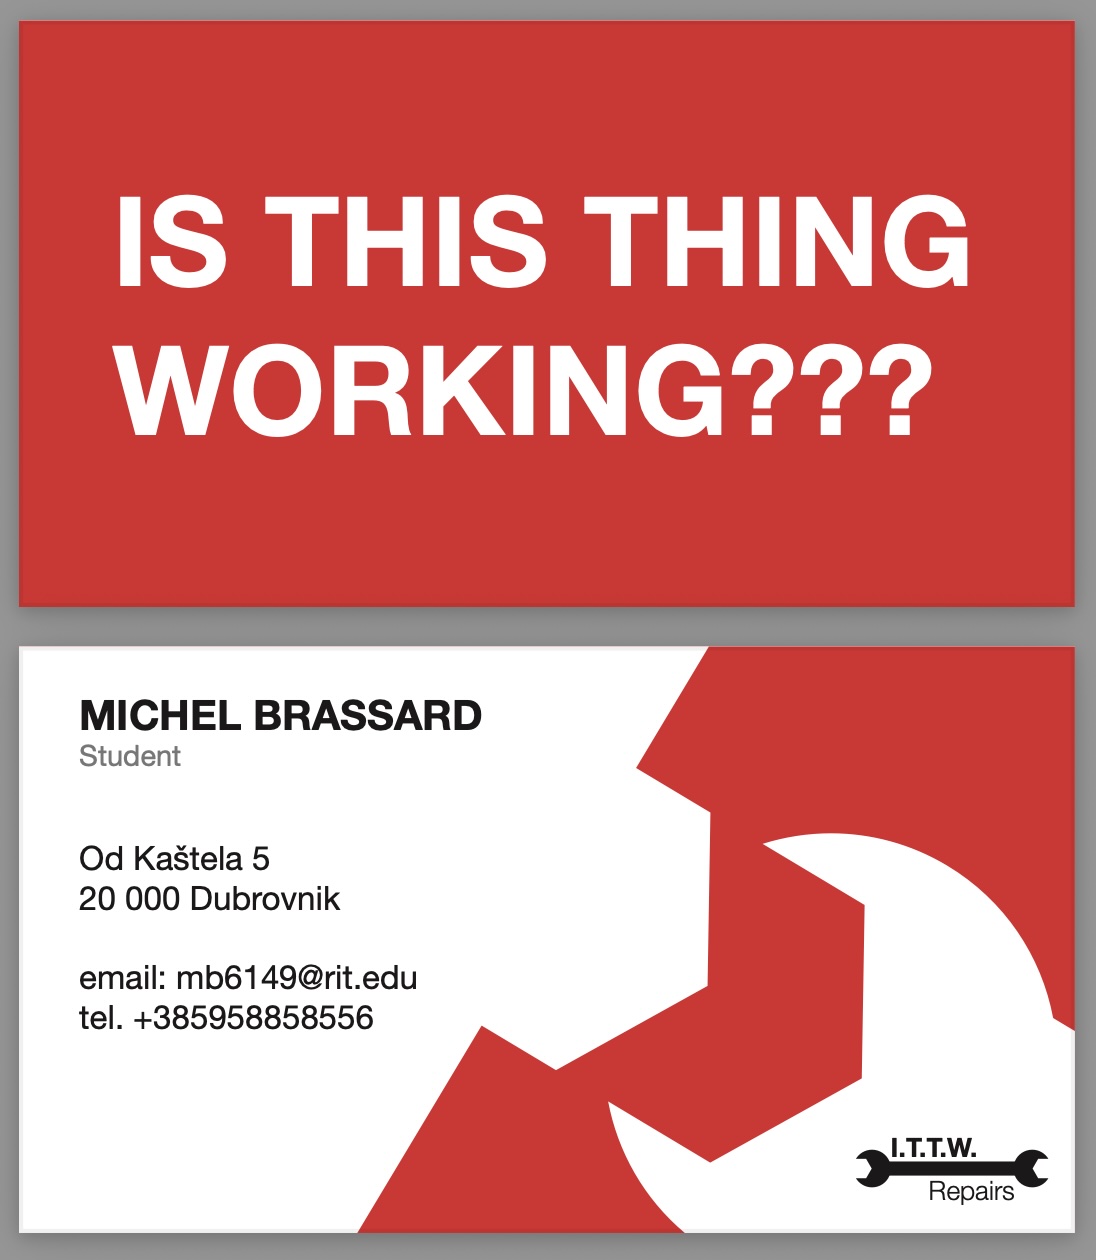 IS THIS THING
WORKING???
MICHEL BRASSARD
Student
Od Kaštela 5
20 000 Dubrovnik
email: mb6149@rit.edu
tel. +385958858556
I.T.T.W.
Repairs